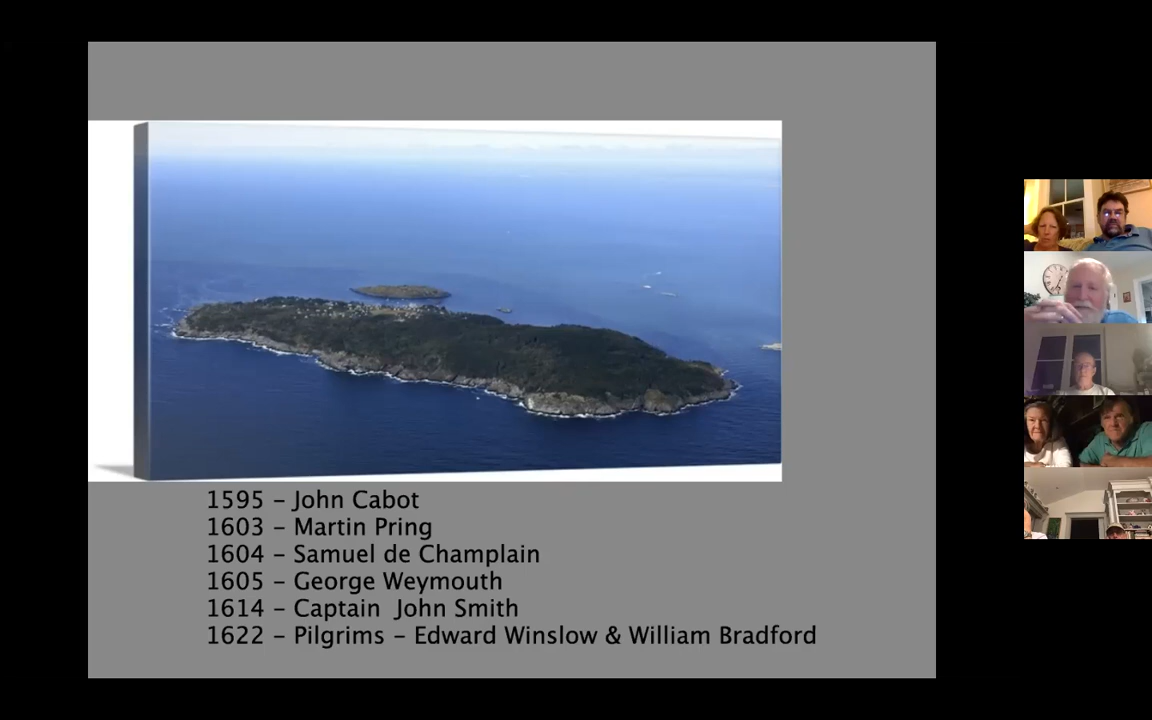 1595 – John Cabot
1603 – Martin Pring
1604 – Samuel de Champlain
1605 – George Weymouth
1614 – Captain  John Smith
1622 – Pilgrims – Edward Winslow & William Bradford